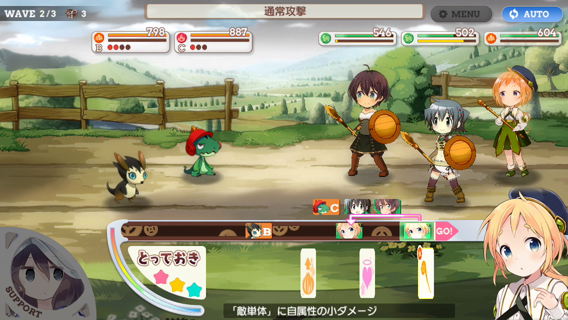 WAVE 2/3
3
通常攻撃
MENU
AUTO
798
B
887
C
546
502
604
C
B
GO!
とっておき
SUPPORT
「敵単体」に自属性の小ダメージ